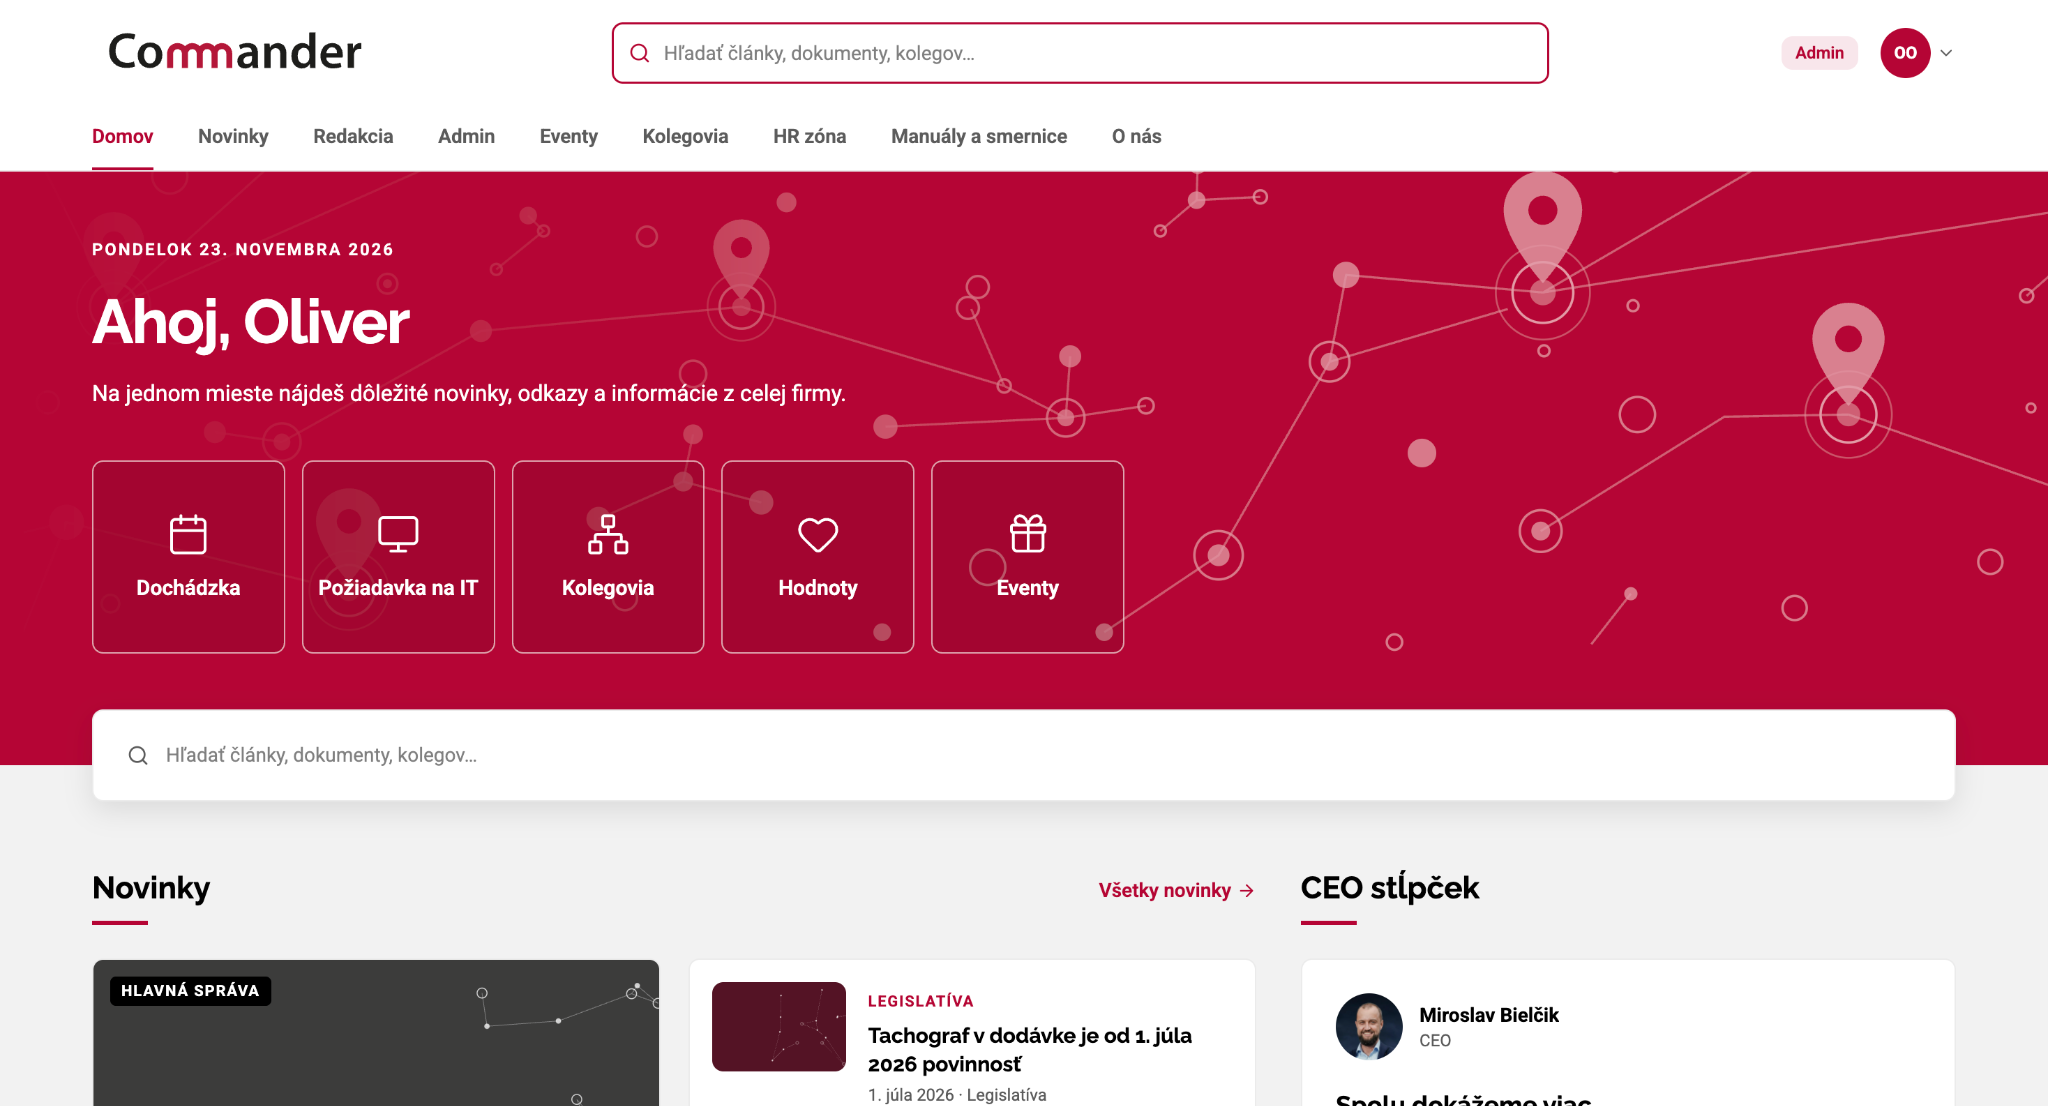 Commander
Hľadať články, dokumenty, kolegov...
Admin
OO
Domov
Novinky
Redakcia
Admin
Eventy
Kolegovia
HR zóna
Manuály a smernice
O nás
PONDELOK 23. NOVEMBRA 2026
Ahoj, Oliver
Na jednom mieste nájdeš dôležité novinky, odkazy a informácie z celej firmy.
Dochádzka
Požiadavka na IT
Kolegovia
Hodnoty
Eventy
Hľadať články, dokumenty, kolegov...
Novinky
Všetky novinky →
CEO stĺpček
HLAVNÁ SPRÁVA
LEGISLATÍVA
Tachograf v dodávke je od 1. júla
2026 povinnosť
1. júla 2026 · Legislatíva
Miroslav Bielčik
CEO
Spolu dokážeme viac